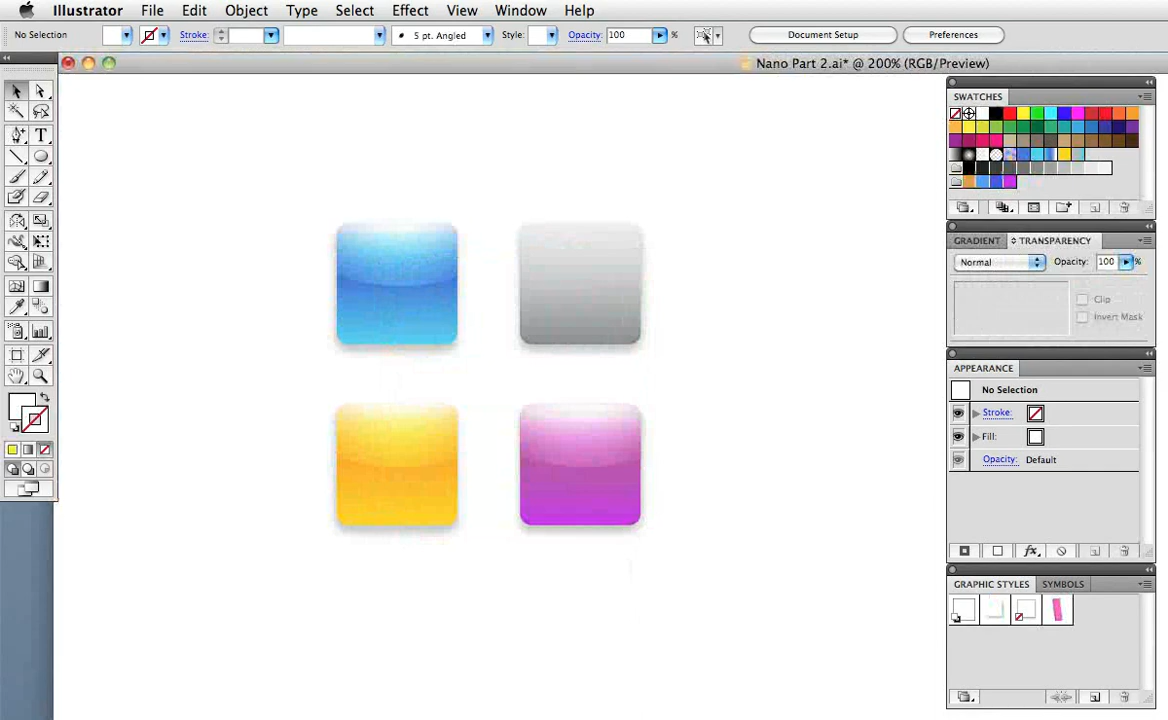 Illustrator File Edit Object Type Select Effect View Window Help
No Selection Stroke: 5 pt. Angled Style: Opacity: 100 % Document Setup Preferences
Nano Part 2.ai* @ 200% (RGB/Preview)
SWATCHES
GRADIENT TRANSPARENCY
Normal Opacity: 100 %
Clip
Invert Mask
APPEARANCE
No Selection
Stroke:
Fill:
Opacity: Default
fx
GRAPHIC STYLES SYMBOLS